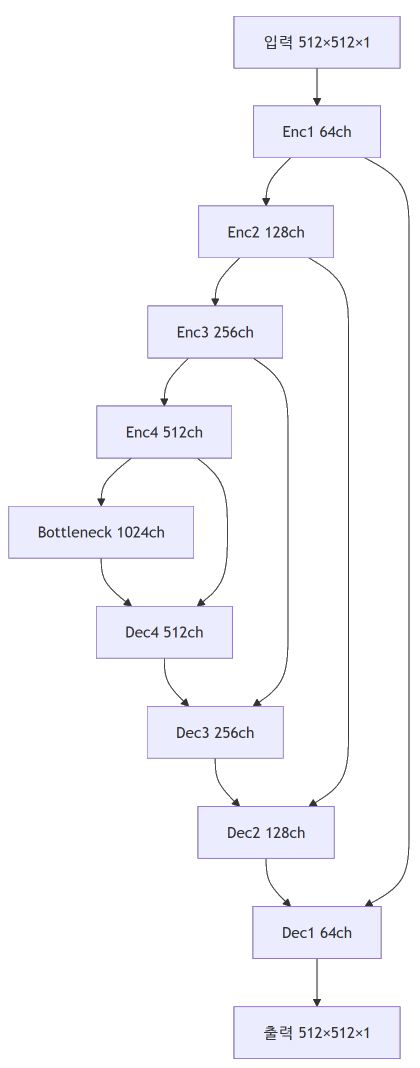 입력 512×512×1
Enc1 64ch
Enc2 128ch
Enc3 256ch
Enc4 512ch
Bottleneck 1024ch
Dec4 512ch
Dec3 256ch
Dec2 128ch
Dec1 64ch
출력 512×512×1